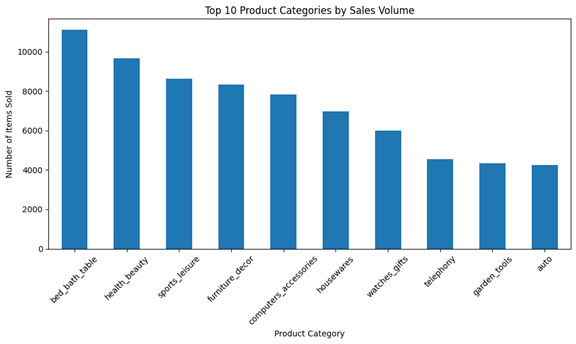 Top 10 Product Categories by Sales Volume
Number of Items Sold
10000
8000
6000
4000
2000
0
bed_bath_table
health_beauty
sports_leisure
furniture_decor
computers_accessories
housewares
watches_gifts
telephony
garden_tools
auto
Product Category